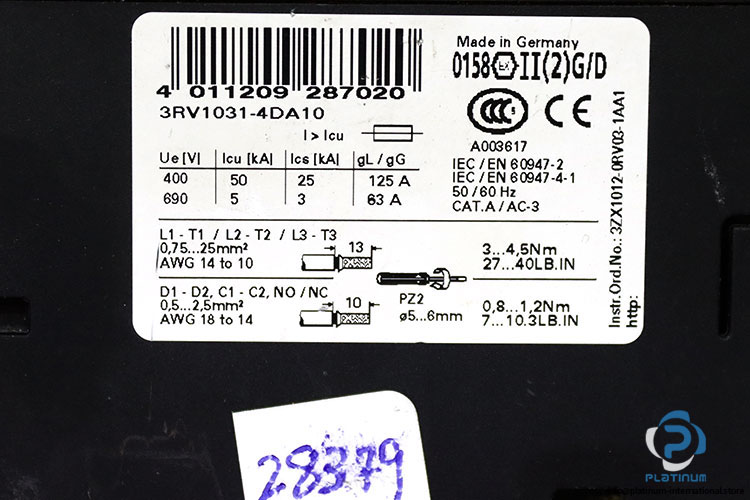 Made in Germany
0158 Ex II(2)G/D
4 011209 287020
3RV1031-4DA10
I > Icu
CCC S
A003617
Ue [V] Icu [kA] Ics [kA] gL / gG
400 50 25 125 A
690 5 3 63 A
IEC / EN 60947-2
IEC / EN 60947-4-1
50 / 60 Hz
CAT. A / AC-3
L1 - T1 / L2 - T2 / L3 - T3
0,75...25mm²
AWG 14 to 10
13
3...4,5Nm
27...40LB.IN
D1 - D2, C1 - C2, NO / NC
0,5...2,5mm²
AWG 18 to 14
10
PZ2
ø5...6mm
0,8...1,2Nm
7...10.3LB.IN
Instr.Ord.No.: 3ZX1012-0RV03-1AA1
http:
28379
PLATINUM